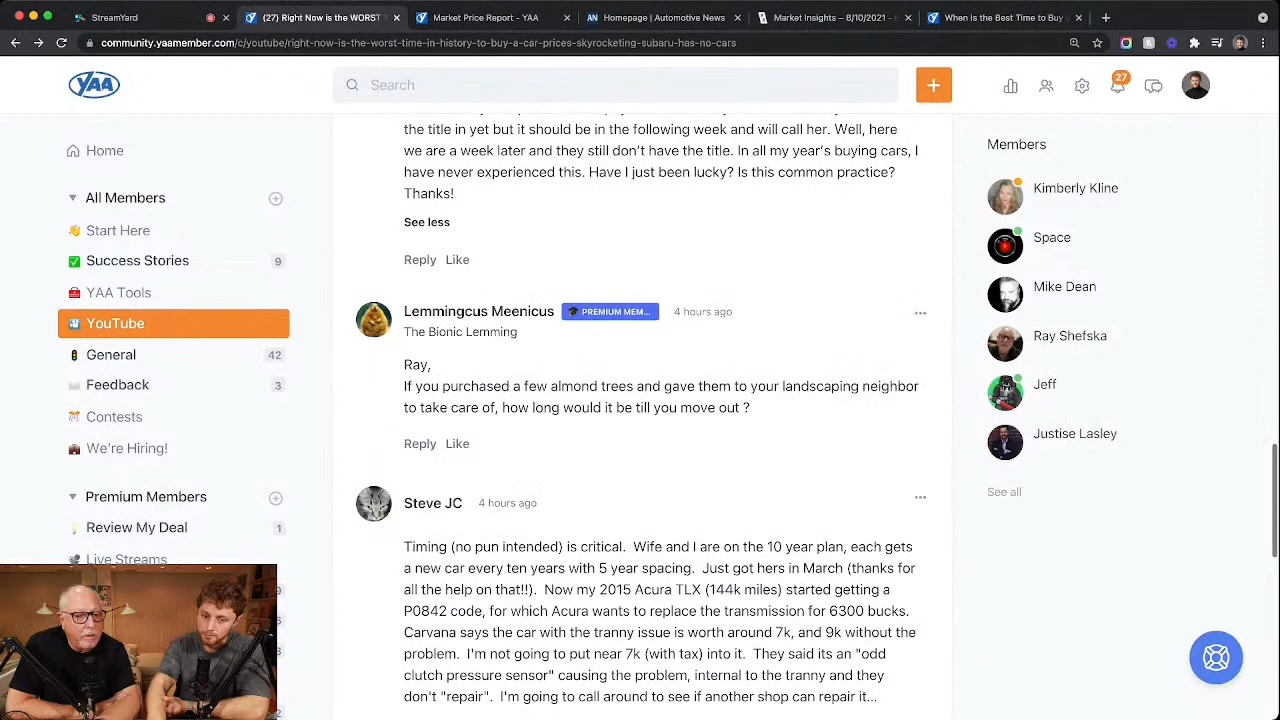 StreamYard
(27) Right Now is the WORST
Market Price Report - YAA
Homepage | Automotive News
Market Insights - 8/10/2021 -
When Is the Best Time to Buy
community.yaamember.com/c/youtube/right-now-is-the-worst-time-in-history-to-buy-a-car-prices-skyrocketing-subaru-has-no-cars
YAA
Search
27
Home
All Members
Start Here
Success Stories 9
YAA Tools
YouTube
General 42
Feedback 3
Contests
We're Hiring!
Premium Members
Review My Deal 1
Live Streams
the title in yet but it should be in the following week and will call her. Well, here
we are a week later and they still don't have the title. In all my year's buying cars, I
have never experienced this. Have I just been lucky? Is this common practice?
Thanks!
See less
Reply Like
Lemmingcus Meenicus PREMIUM MEM... 4 hours ago
The Bionic Lemming
Ray,
If you purchased a few almond trees and gave them to your landscaping neighbor
to take care of, how long would it be till you move out ?
Reply Like
Steve JC 4 hours ago
Timing (no pun intended) is critical. Wife and I are on the 10 year plan, each gets
a new car every ten years with 5 year spacing. Just got hers in March (thanks for
all the help on that!!). Now my 2015 Acura TLX (144k miles) started getting a
P0842 code, for which Acura wants to replace the transmission for 6300 bucks.
Carvana says the car with the tranny issue is worth around 7k, and 9k without the
problem. I'm not going to put near 7k (with tax) into it. They said its an "odd
clutch pressure sensor" causing the problem, internal to the tranny and they
don't "repair". I'm going to call around to see if another shop can repair it...
Members
Kimberly Kline
Space
Mike Dean
Ray Shefska
Jeff
Justise Lasley
See all